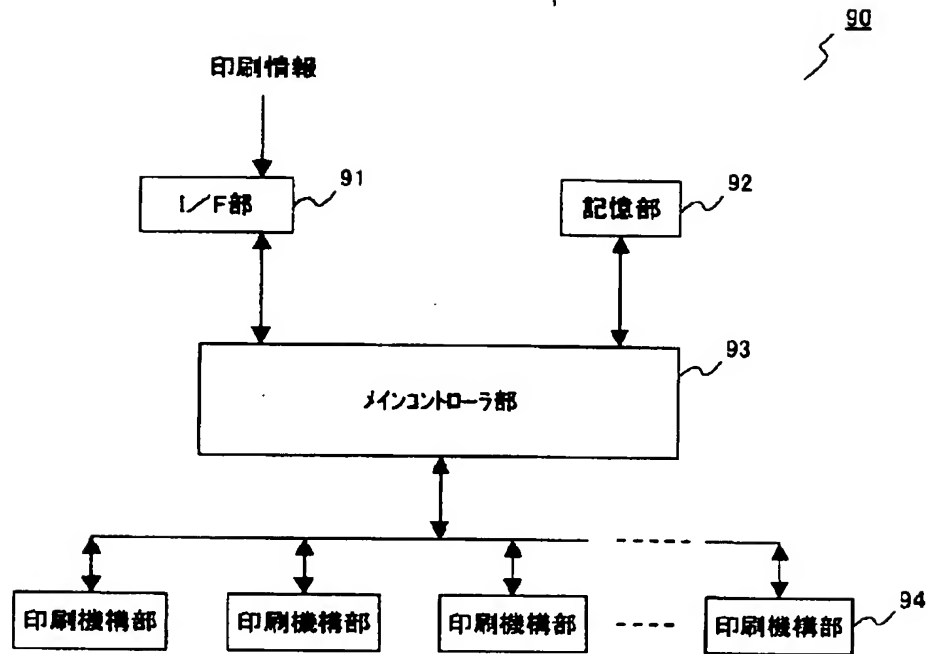 90
印刷情報
I/F部
91
記憶部
92
メインコントローラ部
93
印刷機構部
印刷機構部
印刷機構部
印刷機構部
94